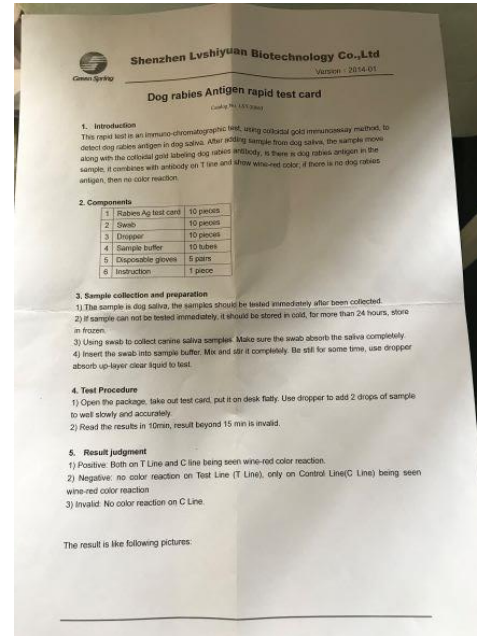 Green Spring
Shenzhen Lvshiyuan Biotechnology Co.,Ltd
Version - 2014-01
Dog rabies Antigen rapid test card
Catalog No.
1. Introduction
This rapid test is an immuno-chromatographic test, using colloidal gold immunoassay method, to
detect dog rabies antigen in dog saliva. After adding sample from dog saliva, the sample move
along with the colloidal gold labeling dog rabies antibody, is there is dog rabies antigen in the
sample, it combines with antibody on T line and show wine-red color, if there is no dog rabies
antigen, then no color reaction.
2. Components
1 Rabies Ag test card 10 pieces
2 Swab 10 pieces
3 Dropper 10 pieces
4 Sample buffer 10 tubes
5 Disposable gloves 5 pairs
6 Instruction 1 piece
3. Sample collection and preparation
1) The sample is dog saliva, the samples should be tested immediately after been collected.
2) If sample can not be tested immediately, it should be stored in cold, for more than 24 hours, store
in frozen.
3) Using swab to collect canine saliva samples. Make sure the swab absorb the saliva completely.
4) Insert the swab into sample buffer. Mix and stir it completely. Be still for some time, use dropper
absorb up-layer clear liquid to test.
4. Test Procedure
1) Open the package, take out test card, put it on desk flatly. Use dropper to add 2 drops of sample
to well slowly and accurately.
2) Read the results in 10min, result beyond 15 min is invalid.
5. Result judgment
1) Positive: Both on T Line and C line being seen wine-red color reaction.
2) Negative: no color reaction on Test Line (T Line), only on Control Line(C Line) being seen
wine-red color reaction
3) Invalid: No color reaction on C Line.
The result is like following pictures: